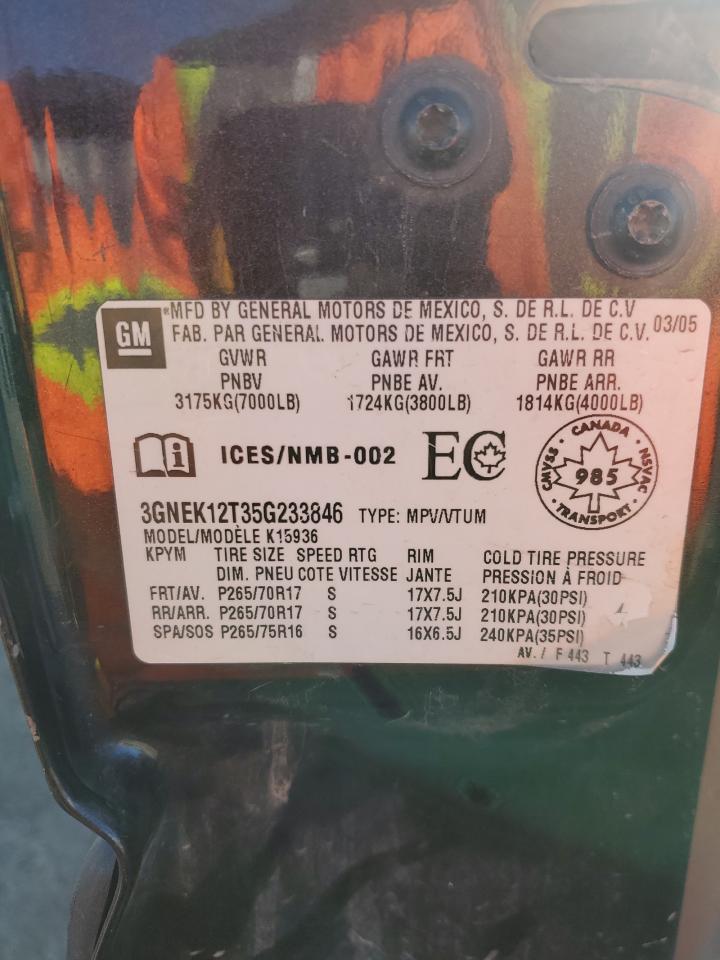 GM
MFD BY GENERAL MOTORS DE MEXICO, S. DE R.L. DE C.V
FAB. PAR GENERAL MOTORS DE MEXICO, S. DE R.L. DE C.V. 03/05
GVWR GAWR FRT GAWR RR
PNBV PNBE AV. PNBE ARR.
3175KG(7000LB) 1724KG(3800LB) 1814KG(4000LB)
i ICES/NMB-002 EC
CANADA
CMVSS 985 NSVAC
TRANSPORT
3GNEK12T35G233846 TYPE: MPV/VTUM
MODEL/MODÈLE K15936
KPYM TIRE SIZE SPEED RTG RIM COLD TIRE PRESSURE
DIM. PNEU COTE VITESSE JANTE PRESSION À FROID
FRT/AV. P265/70R17 S 17X7.5J 210KPA(30PSI)
RR/ARR. P265/70R17 S 17X7.5J 210KPA(30PSI)
SPA/SOS P265/75R16 S 16X6.5J 240KPA(35PSI)
AV. / F 443 T 443